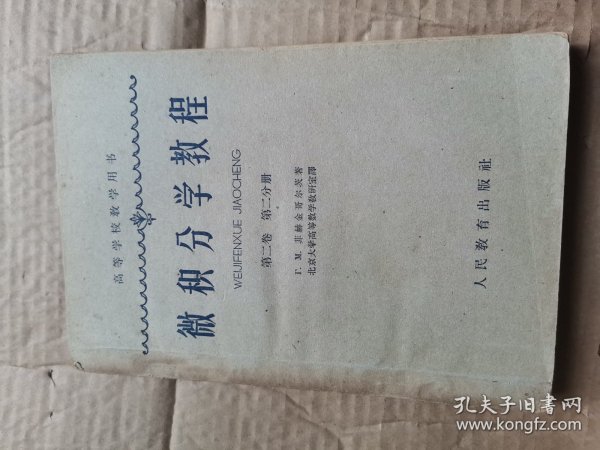 高等学校教学用书
微积分学教程
WEIJIFENXUE JIAOCHENG
第二卷 第二分册
Г. М. 菲赫金哥尔茨著
北京大学高等数学教研室译
人民教育出版社
孔夫子旧书网
www.kongfz.com